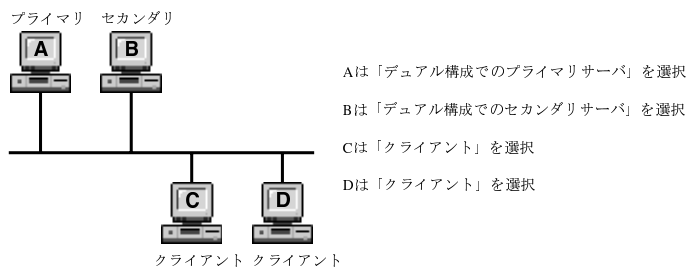 プライマリ セカンダリ
A B
Aは「デュアル構成でのプライマリサーバ」を選択
Bは「デュアル構成でのセカンダリサーバ」を選択
Cは「クライアント」を選択
Dは「クライアント」を選択
C D
クライアント クライアント